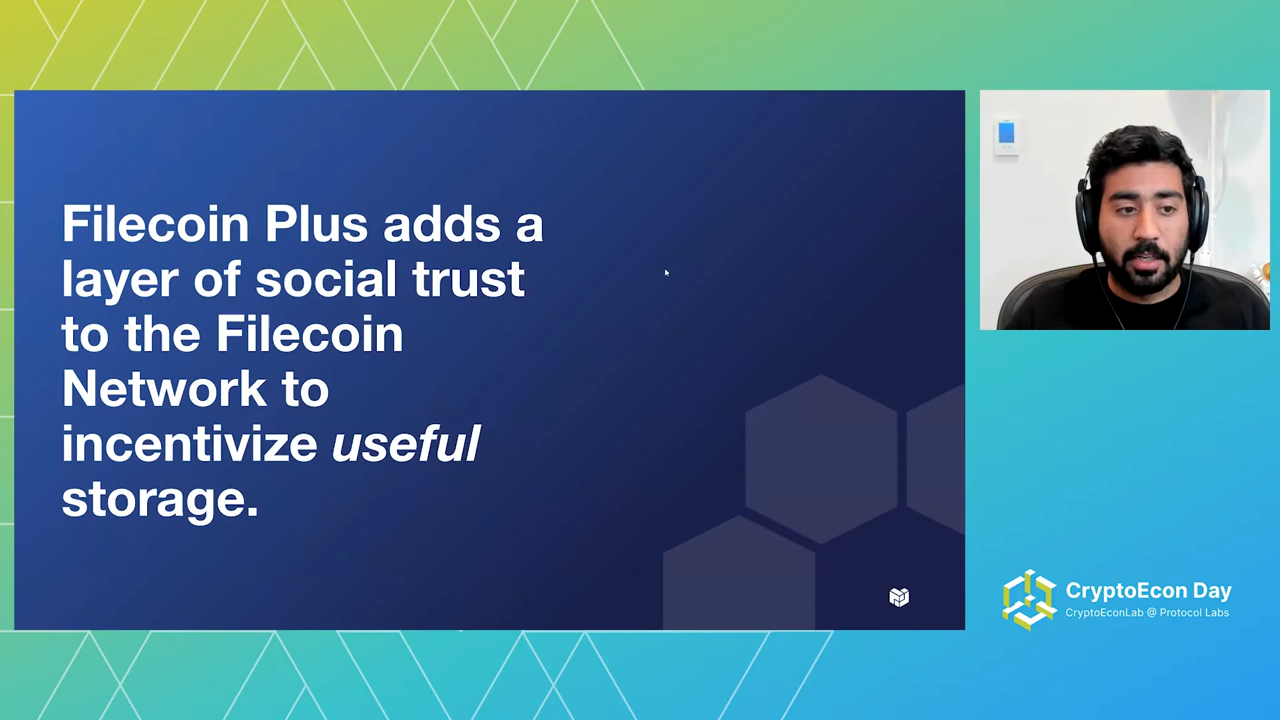 Filecoin Plus adds a
layer of social trust
to the Filecoin
Network to
incentivize useful
storage.
CryptoEcon Day
CryptoEconLab @ Protocol Labs